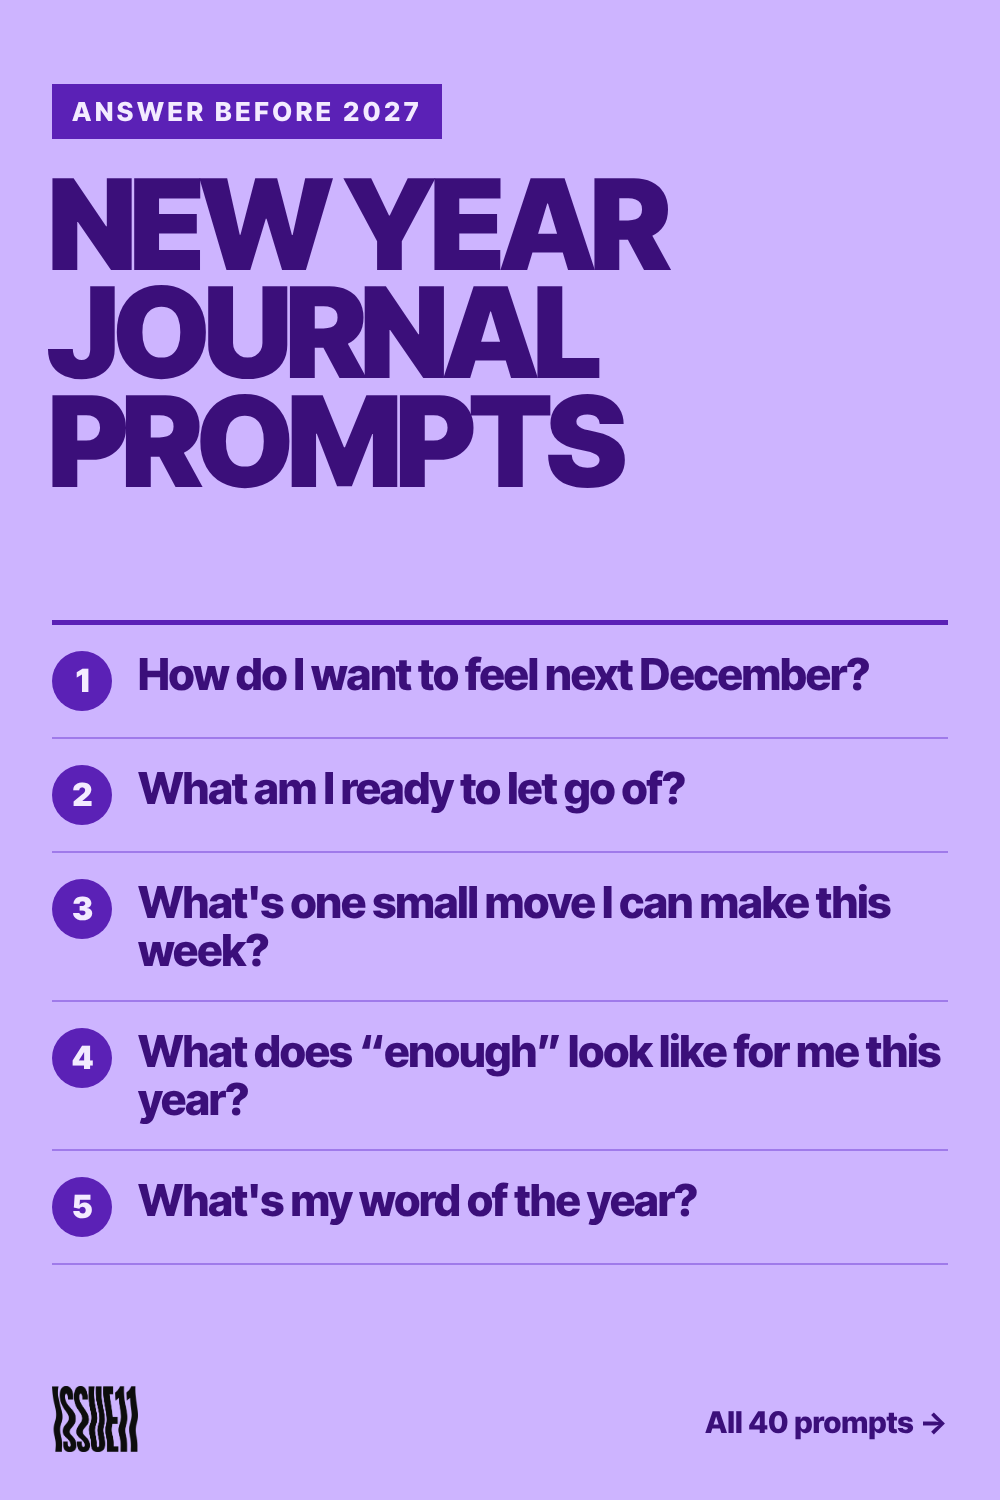 ANSWER BEFORE 2027
NEW YEAR
JOURNAL
PROMPTS
1 How do I want to feel next December?
2 What am I ready to let go of?
3 What's one small move I can make this
week?
4 What does “enough” look like for me this
year?
5 What's my word of the year?
ISSUE11
All 40 prompts →